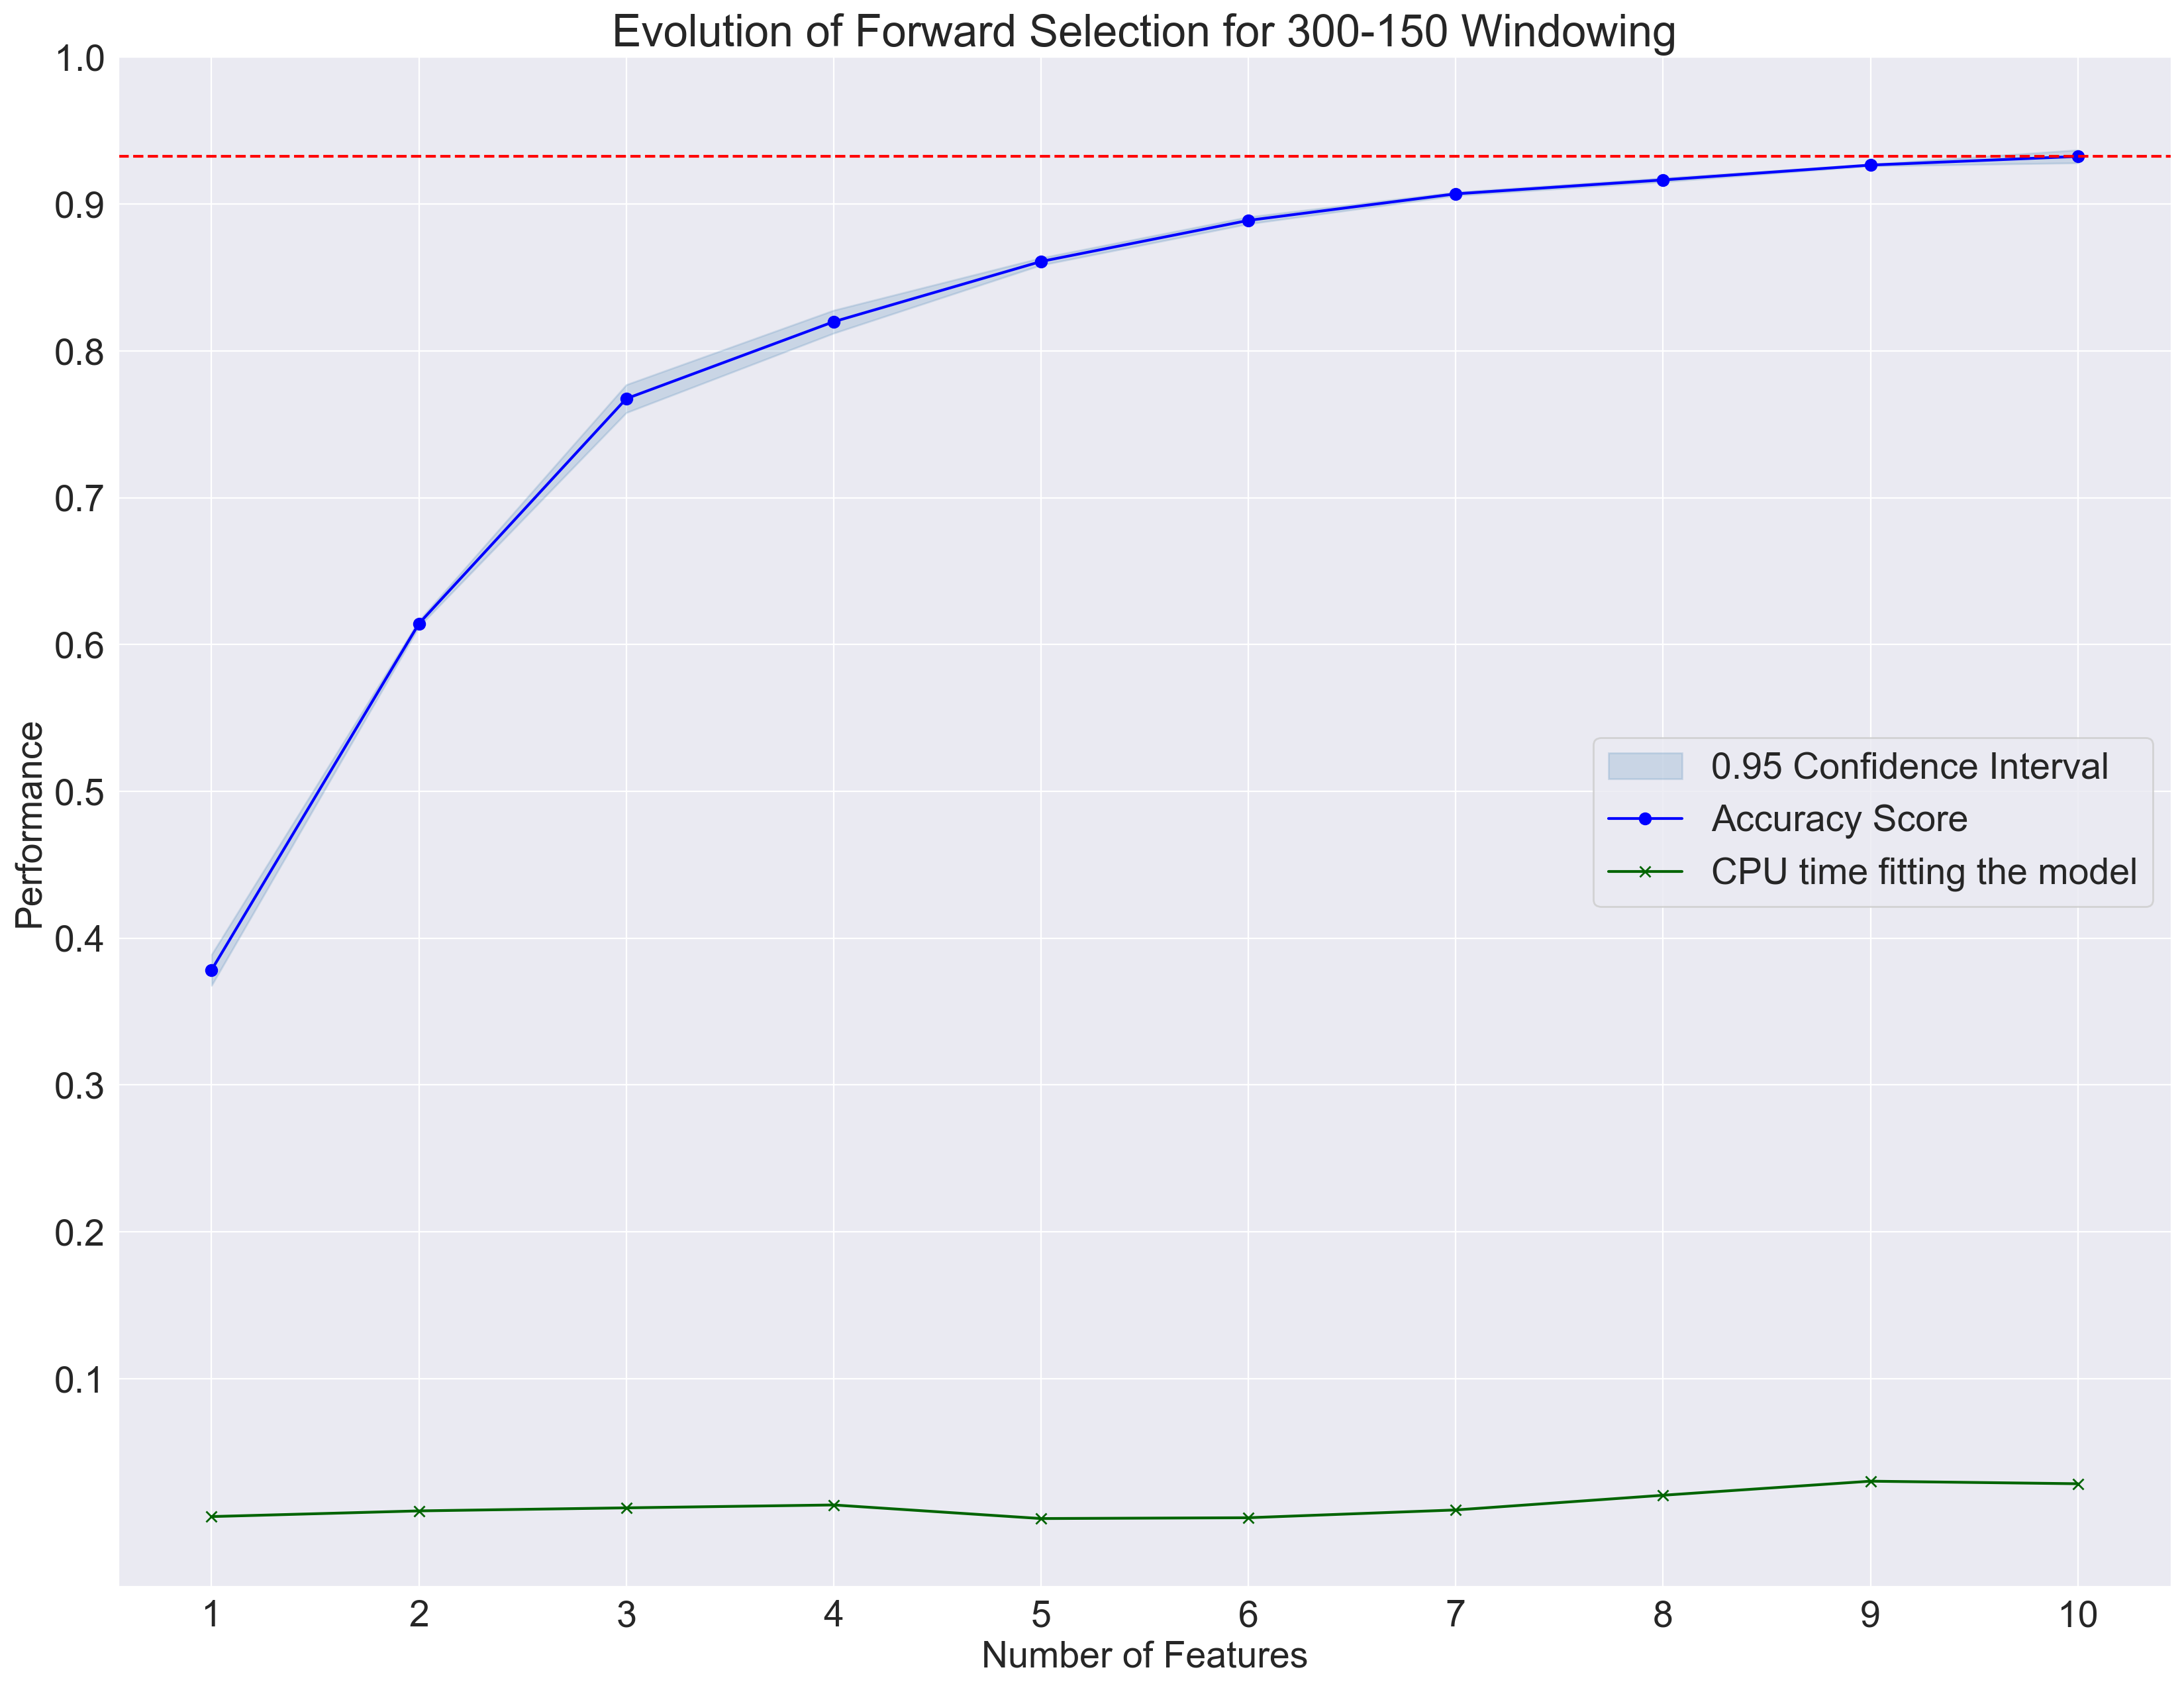 Evolution of Forward Selection for 300-150 Windowing
1.0
0.9
0.8
0.7
0.6
0.5
0.4
0.3
0.2
0.1
Performance
0.95 Confidence Interval
Accuracy Score
CPU time fitting the model
1 2 3 4 5 6 7 8 9 10
Number of Features